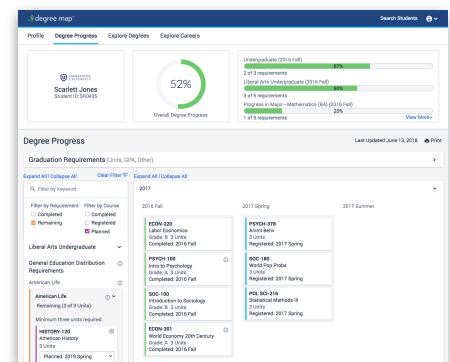 degree map
Search Students
Profile Degree Progress Explore Degrees Explore Careers
UNIVERSITY
Scarlett Jones
Student ID: SR0435
52%
Overall Degree Progress
Undergraduate (2016 Fall)
67%
2 of 3 requirements
Liberal Arts Undergraduate (2016 Fall)
60%
3 of 5 requirements
Progress in Major—Mathematics (BA) (2016 Fall)
20%
1 of 5 requirements
View More»
Degree Progress
Last Updated June 13, 2018 Print
Graduation Requirements (Units, GPA, Other)
Expand All | Collapse All Clear Filter
Filter by Keyword
Filter by Requirement Filter by Course
Completed Completed
Remaining Registered
Planned
Liberal Arts Undergraduate
General Education Distribution
Requirements
American Life
American Life
Remaining (3 of 3 Units)
Minimum three units required.
HISTORY-120
American History
3 Units
Planned: 2019 Spring
Expand All | Collapse All
2017
2016 Fall 2017 Spring 2017 Summer
ECON-220
Labor Economics
Grade: B 3 Units
Completed: 2016 Fall
PSYCH-100
Intro to Psychology
Grade: A 3 Units
Completed: 2016 Fall
SOC-100
Introduction to Sociology
Grade: B 3 Units
Completed: 2016 Fall
ECON-301
World Economy 20th Century
Grade: A 3 Units
Completed: 2016 Fall
PSYCH-378
Animl Behv
3 Units
Registered: 2017 Spring
SOC-160
World Pop Probs
3 Units
Registered: 2017 Spring
POL SCI-216
Statistical Methods III
3 Units
Registered: 2017 Spring